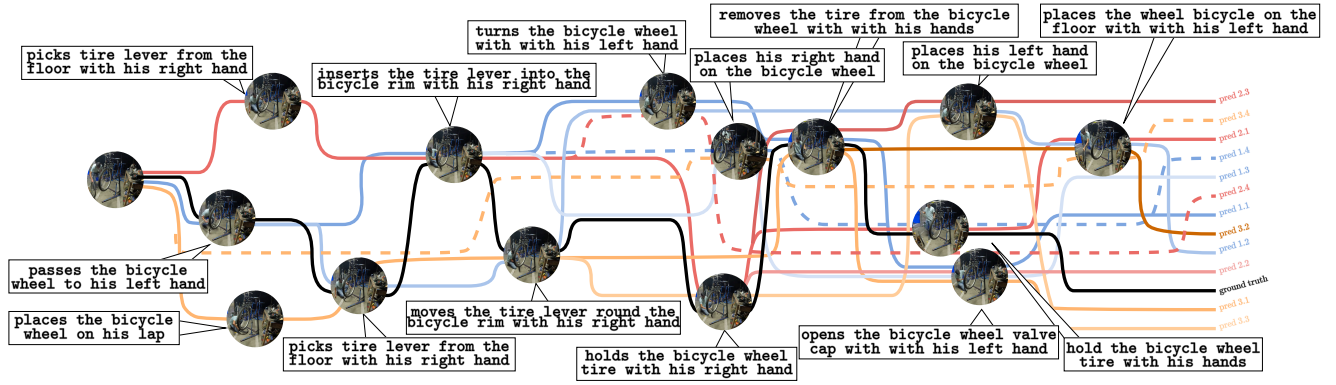 picks tire lever from the
floor with his right hand
inserts the tire lever into the
bicycle rim with his right hand
turns the bicycle wheel
with with his left hand
removes the tire from the bicycle
wheel with with his hands
places his right hand
on the bicycle wheel
places his left hand
on the bicycle wheel
places the wheel bicycle on the
floor with with his left hand
passes the bicycle
wheel to his left hand
places the bicycle
wheel on his lap
picks tire lever from the
floor with his right hand
moves the tire lever round the
bicycle rim with his right hand
holds the bicycle wheel
tire with his right hand
opens the bicycle wheel valve
cap with with his left hand
hold the bicycle wheel
tire with his hands
pred 2.3
pred 3.4
pred 2.1
pred 1.4
pred 1.3
pred 2.4
pred 1.1
pred 3.2
pred 1.2
pred 2.2
ground truth
pred 3.1
pred 3.3